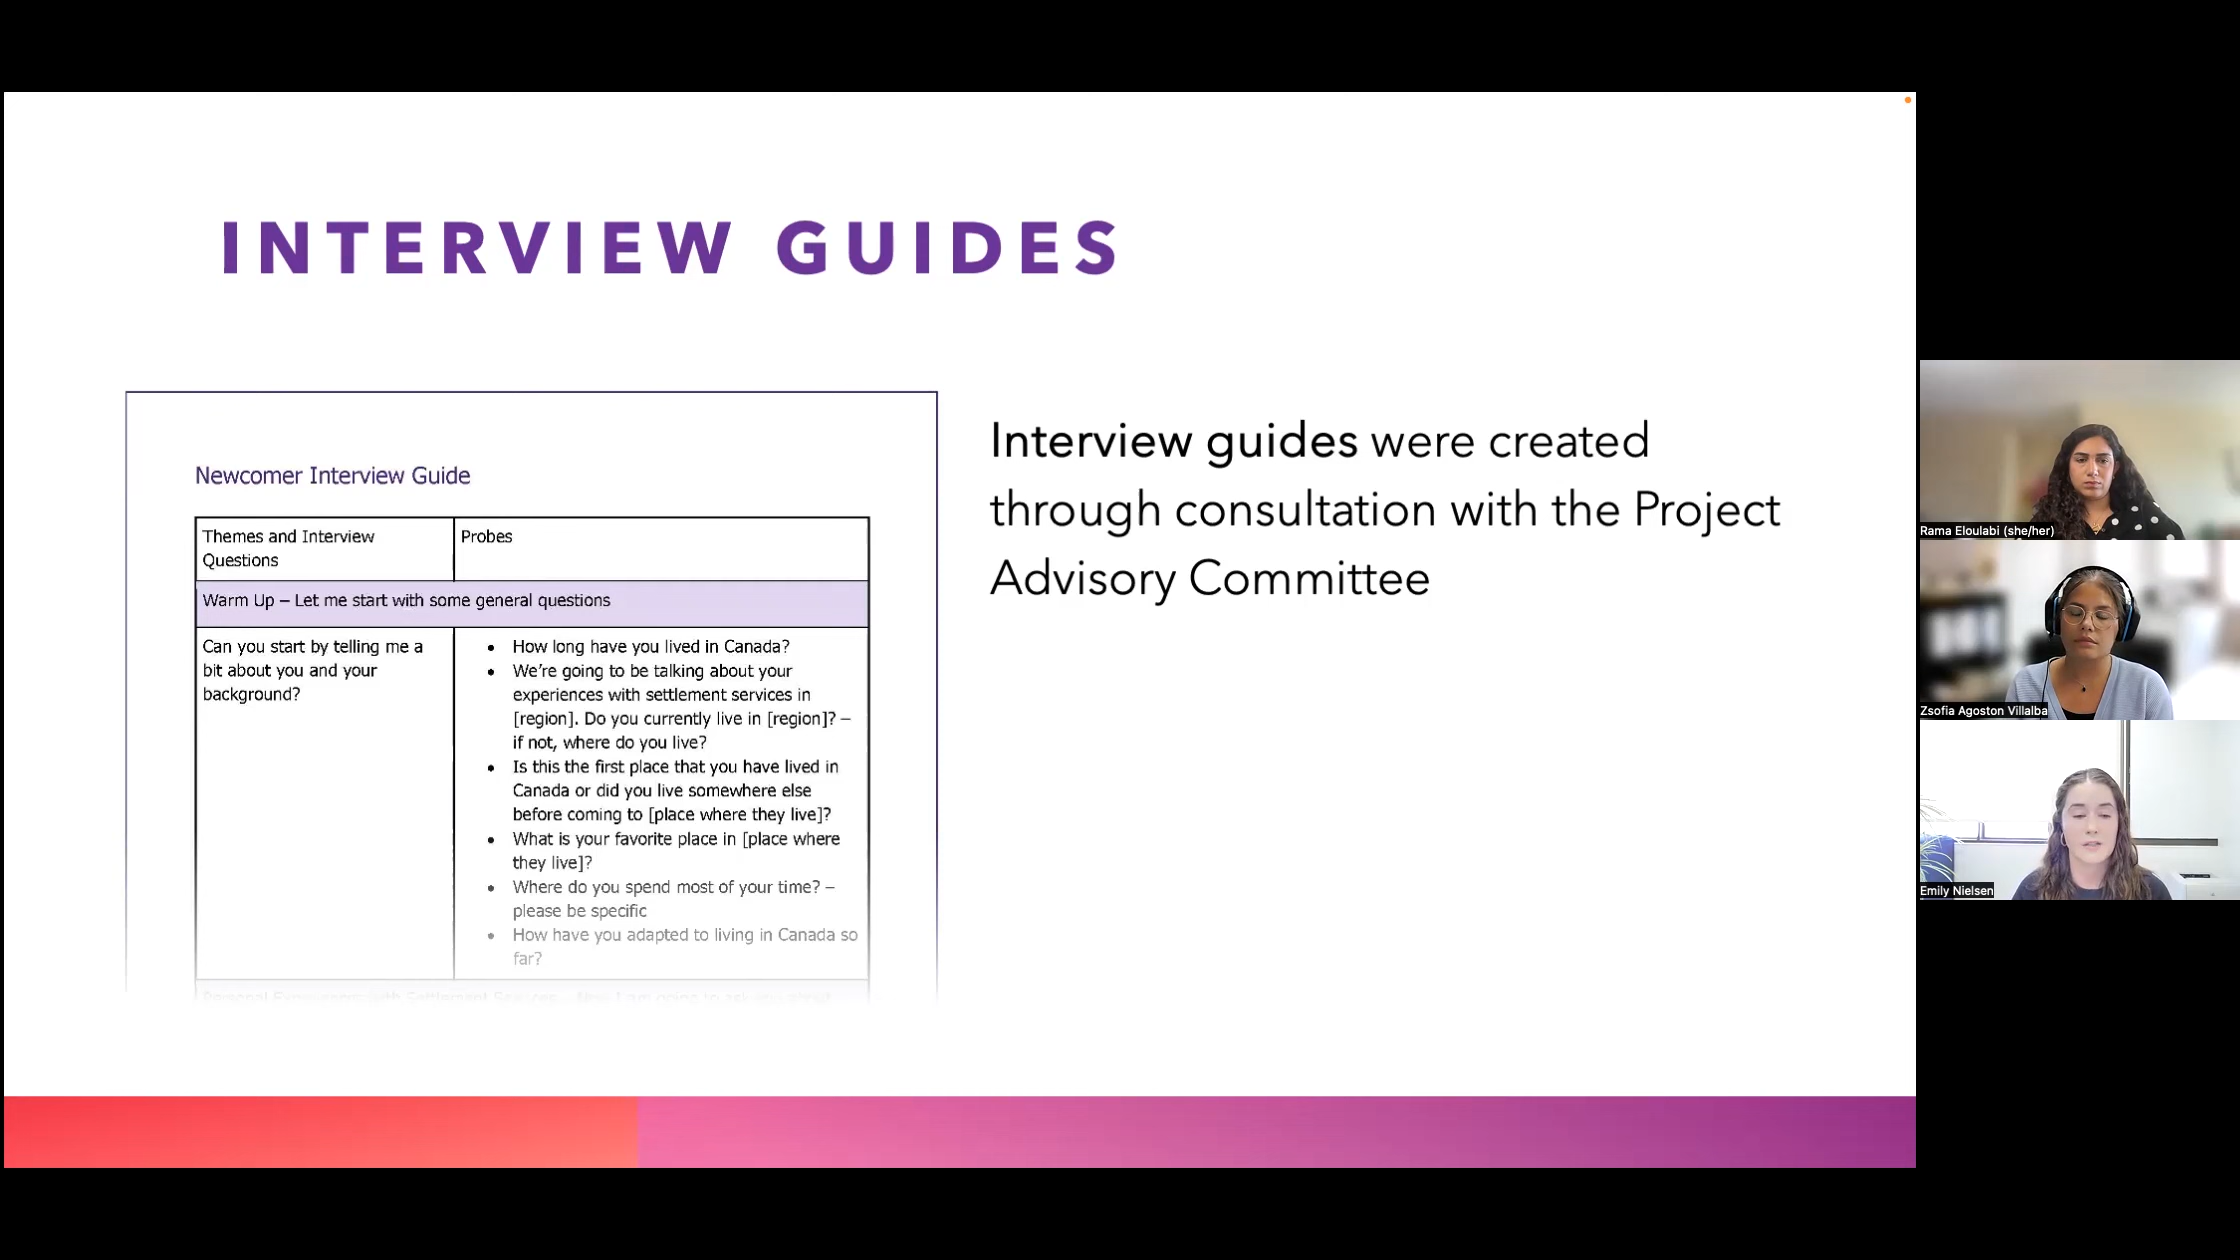 INTERVIEW GUIDES
Newcomer Interview Guide
Themes and Interview
Questions
Probes
Warm Up – Let me start with some general questions
Can you start by telling me a
bit about you and your
background?
• How long have you lived in Canada?
• We're going to be talking about your
experiences with settlement services in
[region]. Do you currently live in [region]? –
if not, where do you live?
• Is this the first place that you have lived in
Canada or did you live somewhere else
before coming to [place where they live]?
• What is your favorite place in [place where
they live]?
• Where do you spend most of your time? –
please be specific
• How have you adapted to living in Canada so
far?
Interview guides were created
through consultation with the Project
Advisory Committee
Rama Eloulabi (she/her)
Zsofia Agoston Villalba
Emily Nielsen